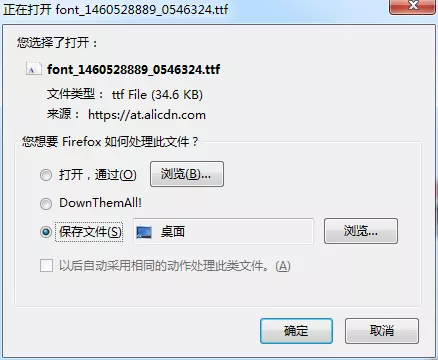 正在打开 font_1460528889_0546324.ttf
您选择了打开：
font_1460528889_0546324.ttf
文件类型： ttf File (34.6 KB)
来源： https://at.alicdn.com
您想要 Firefox 如何处理此文件？
打开，通过(O) 浏览(B)...
DownThemAll!
保存文件(S) 桌面 浏览...
以后自动采用相同的动作处理此类文件。(A)
确定 取消